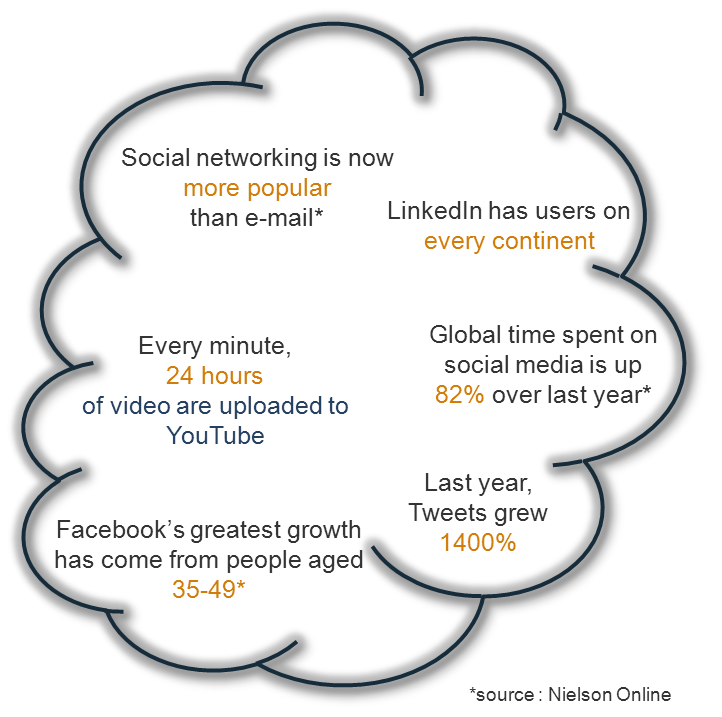 Social networking is now
more popular
than e-mail*
LinkedIn has users on
every continent
Every minute,
24 hours
of video are uploaded to
YouTube
Global time spent on
social media is up
82% over last year*
Last year,
Tweets grew
1400%
Facebook’s greatest growth
has come from people aged
35-49*
*source : Nielson Online